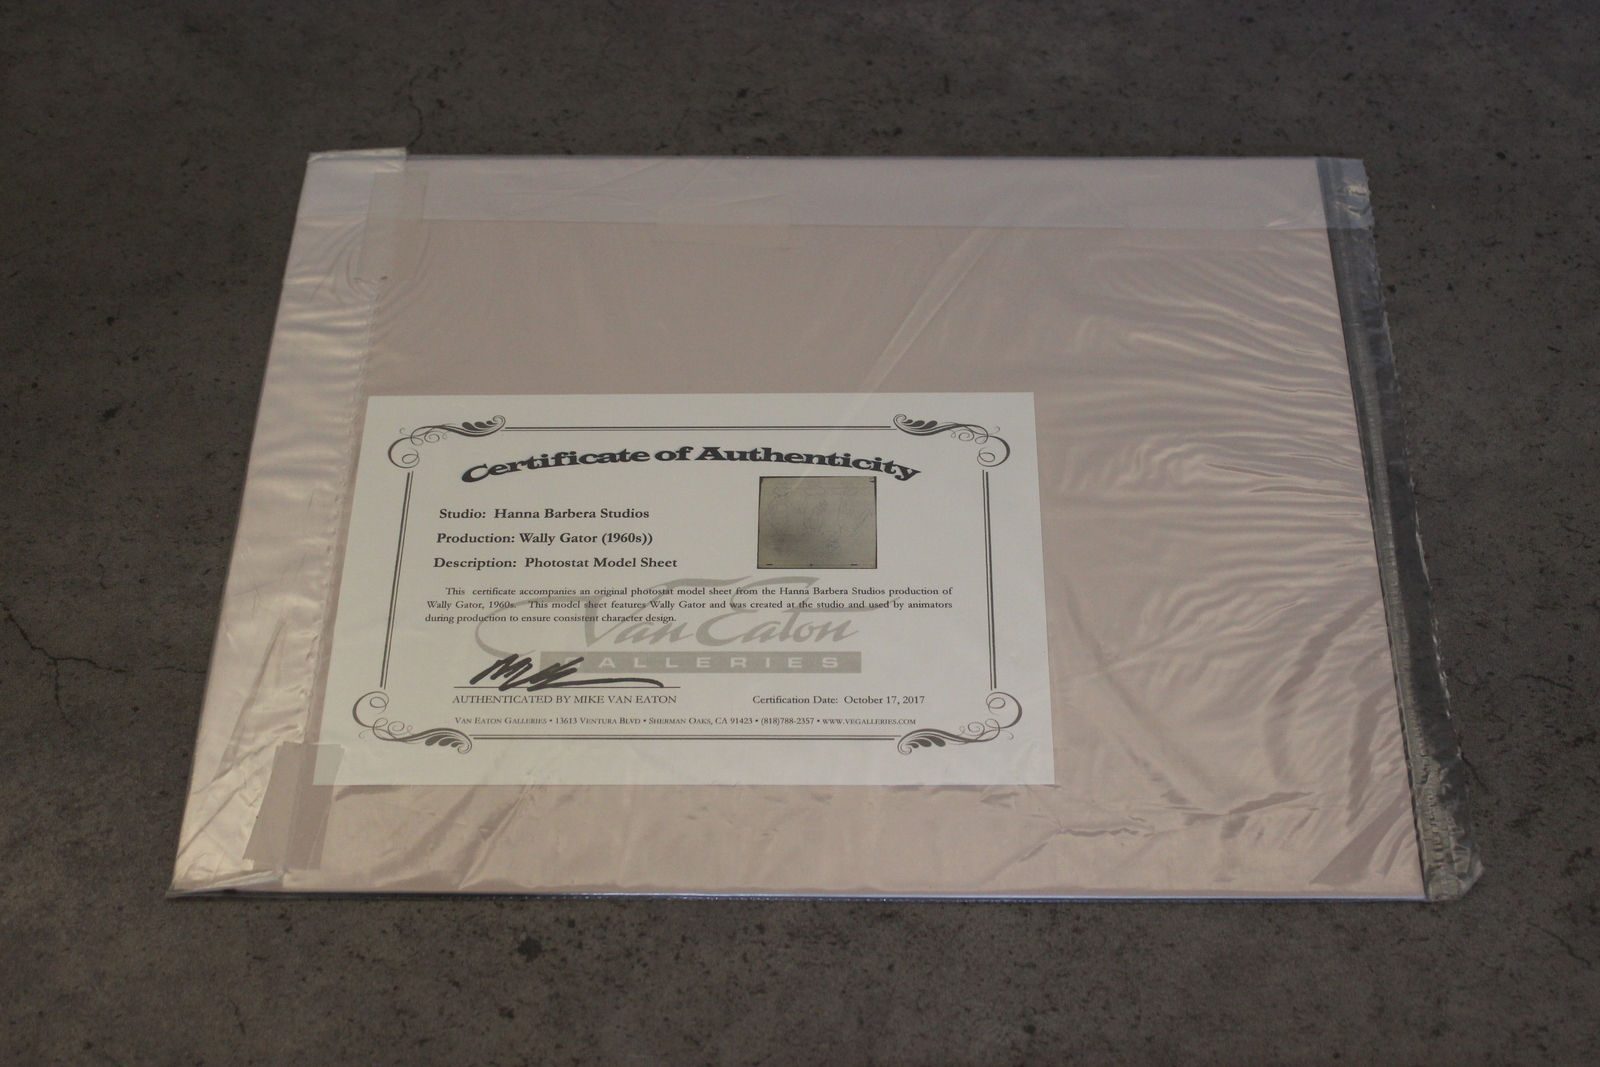 Certificate of Authenticity
Studio: Hanna Barbera Studios
Production: Wally Gator (1960s))
Description: Photostat Model Sheet
This certificate accompanies an original photostat model sheet from the Hanna Barbera Studios production of
Wally Gator, 1960s. This model sheet features Wally Gator and was created at the studio and used by animators
during production to ensure consistent character design.
Van Eaton
GALLERIES
AUTHENTICATED BY MIKE VAN EATON
Certification Date: October 17, 2017
VAN EATON GALLERIES • 13613 VENTURA BLVD • SHERMAN OAKS, CA 91423 • (818)788-2357 • WWW.VEGALLERIES.COM